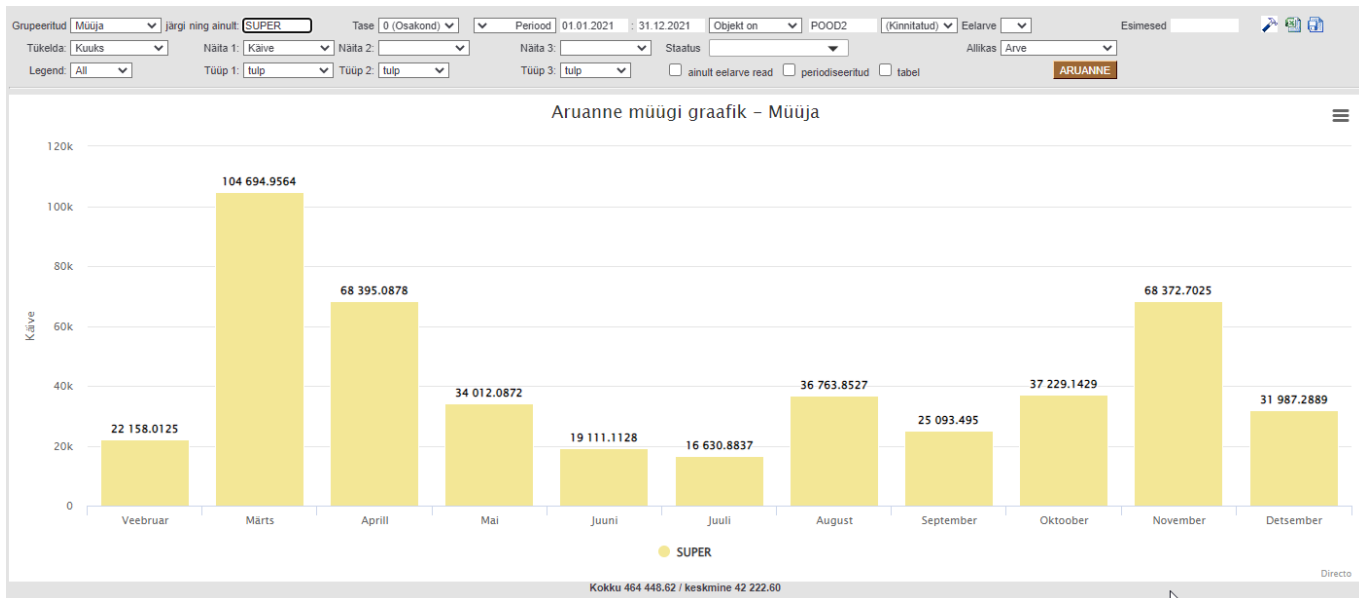 Grupeeritud Müüja järgi ning ainult: SUPER Tase 0 (Osakond) Periood 01.01.2021 : 31.12.2021 Objekt on POOD2 (Kinnitatud) Eelarve Esimesed
Tükelda: Kuuks Näita 1: Käive Näita 2: Näita 3: Staatus Allikas Arve
Legend: All Tüüp 1: tulp Tüüp 2: tulp Tüüp 3: tulp ainult eelarve read periodiseeritud tabel ARUANNE
Aruanne müügi graafik – Müüja
120k
104 694.9564
100k
80k
68 395.0878
68 372.7025
Käive
60k
40k
34 012.0872
36 763.8527
37 229.1429
31 987.2889
22 158.0125
19 111.1128
16 630.8837
25 093.495
20k
0
Veebruar Märts Aprill Mai Juuni Juuli August September Oktoober November Detsember
SUPER
Directo
Kokku 464 448.62 / keskmine 42 222.60